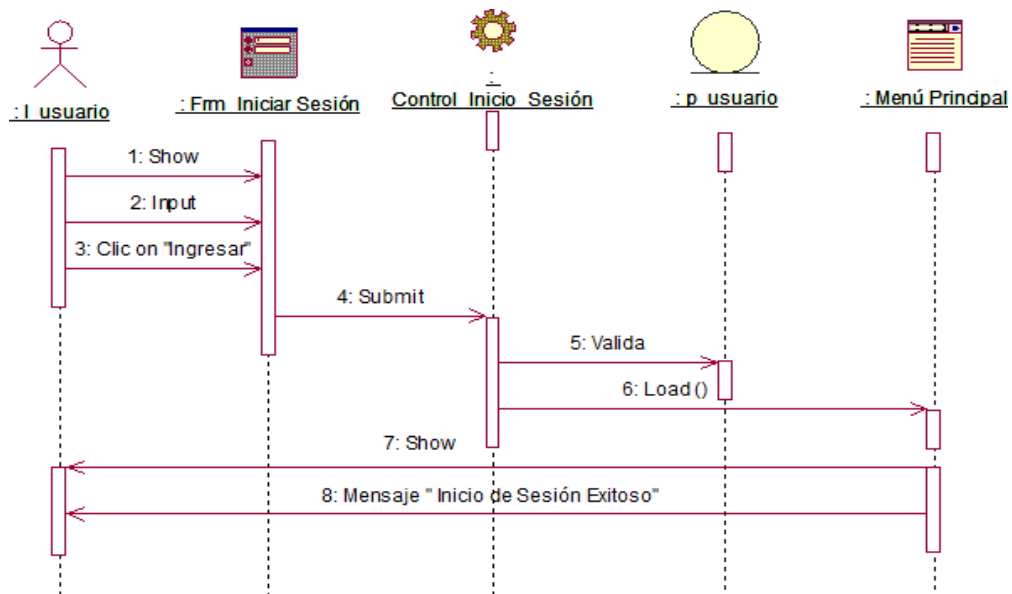 :
: I_usuario
: Frm_Iniciar Sesión
Control_Inicio_Sesión
: p_usuario
: Menú Principal
1: Show
2: Input
3: Clic on "Ingresar"
4: Submit
5: Valida
6: Load ()
7: Show
8: Mensaje " Inicio de Sesión Exitoso"